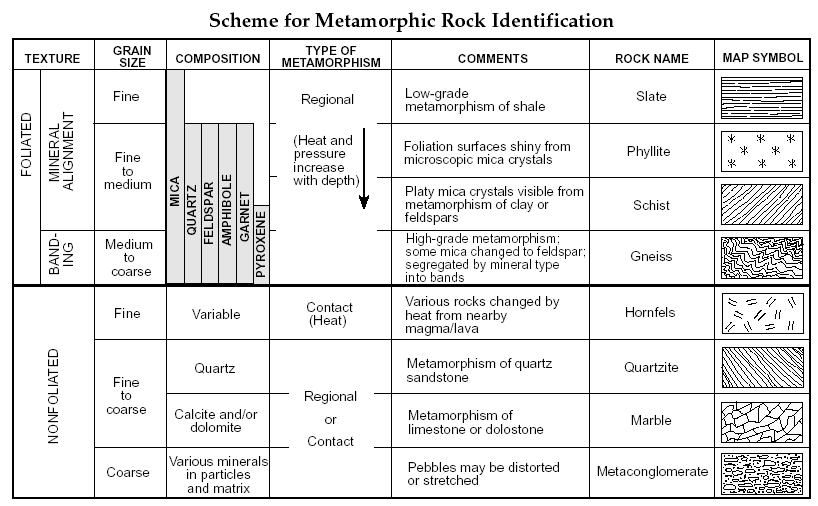 Scheme for Metamorphic Rock Identification
TEXTURE
GRAIN
SIZE
COMPOSITION
TYPE OF
METAMORPHISM
COMMENTS
ROCK NAME
MAP SYMBOL
FOLIATED
MINERAL
ALIGNMENT
BAND-
ING
Fine
Fine
to
medium
Medium
to
coarse
MICA
QUARTZ
FELDSPAR
AMPHIBOLE
GARNET
PYROXENE
Regional
(Heat and
pressure
increase
with depth)
Low-grade
metamorphism of shale
Slate
Foliation surfaces shiny from
microscopic mica crystals
Phyllite
Platy mica crystals visible from
metamorphism of clay or
feldspars
Schist
High-grade metamorphism;
some mica changed to feldspar;
segregated by mineral type
into bands
Gneiss
NONFOLIATED
Fine
Variable
Contact
(Heat)
Various rocks changed by
heat from nearby
magma/lava
Hornfels
Fine
to
coarse
Quartz
Regional
or
Contact
Metamorphism of quartz
sandstone
Quartzite
Calcite and/or
dolomite
Metamorphism of
limestone or dolostone
Marble
Coarse
Various minerals
in particles
and matrix
Pebbles may be distorted
or stretched
Metaconglomerate